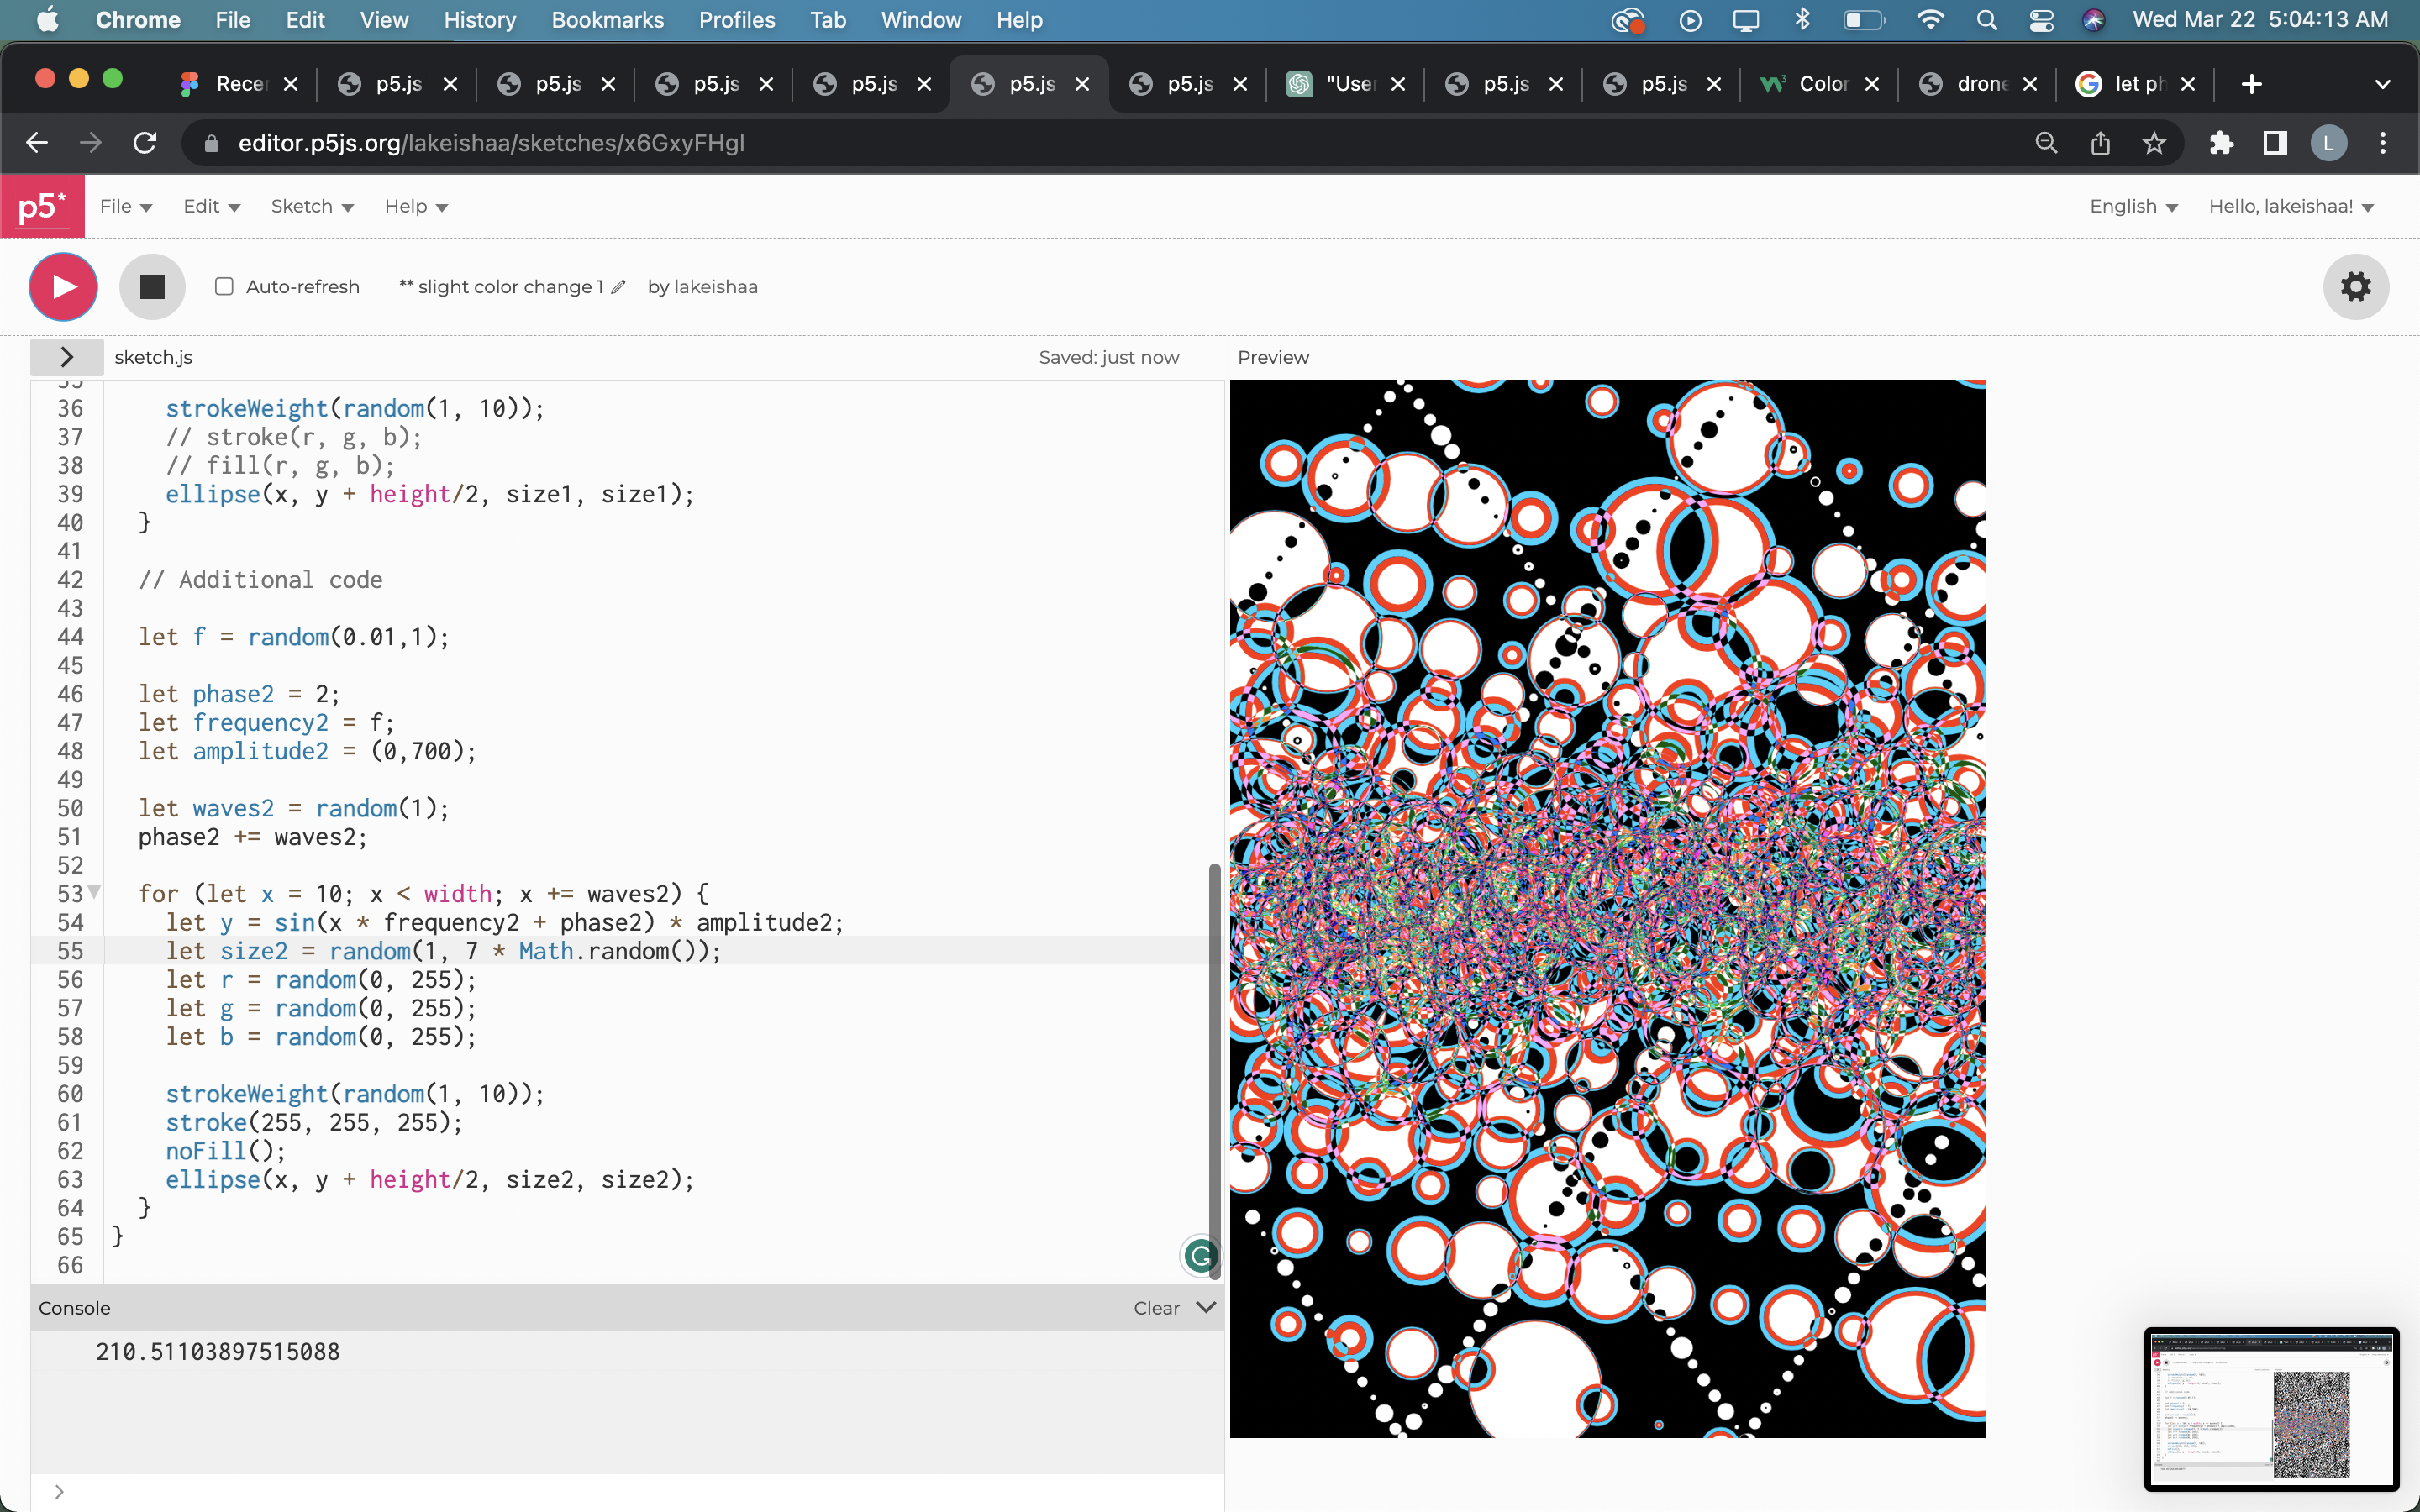 Chrome File Edit View History Bookmarks Profiles Tab Window Help Wed Mar 22 5:04:13 AM
Recer p5.js p5.js p5.js p5.js p5.js p5.js "User p5.js p5.js Color drone let ph
editor.p5js.org/lakeishaa/sketches/x6GxyFHgl L
p5* File Edit Sketch Help English Hello, lakeishaa!
Auto-refresh ** slight color change 1 by lakeishaa
> sketch.js Saved: just now Preview
35
36 strokeWeight(random(1, 10));
37 // stroke(r, g, b);
38 // fill(r, g, b);
39 ellipse(x, y + height/2, size1, size1);
40 }
41
42 // Additional code
43
44 let f = random(0.01,1);
45
46 let phase2 = 2;
47 let frequency2 = f;
48 let amplitude2 = (0,700);
49
50 let waves2 = random(1);
51 phase2 += waves2;
52
53 for (let x = 10; x < width; x += waves2) {
54 let y = sin(x * frequency2 + phase2) * amplitude2;
55 let size2 = random(1, 7 * Math.random());
56 let r = random(0, 255);
57 let g = random(0, 255);
58 let b = random(0, 255);
59
60 strokeWeight(random(1, 10));
61 stroke(255, 255, 255);
62 noFill();
63 ellipse(x, y + height/2, size2, size2);
64 }
65 }
66
Console Clear
210.51103897515088
>